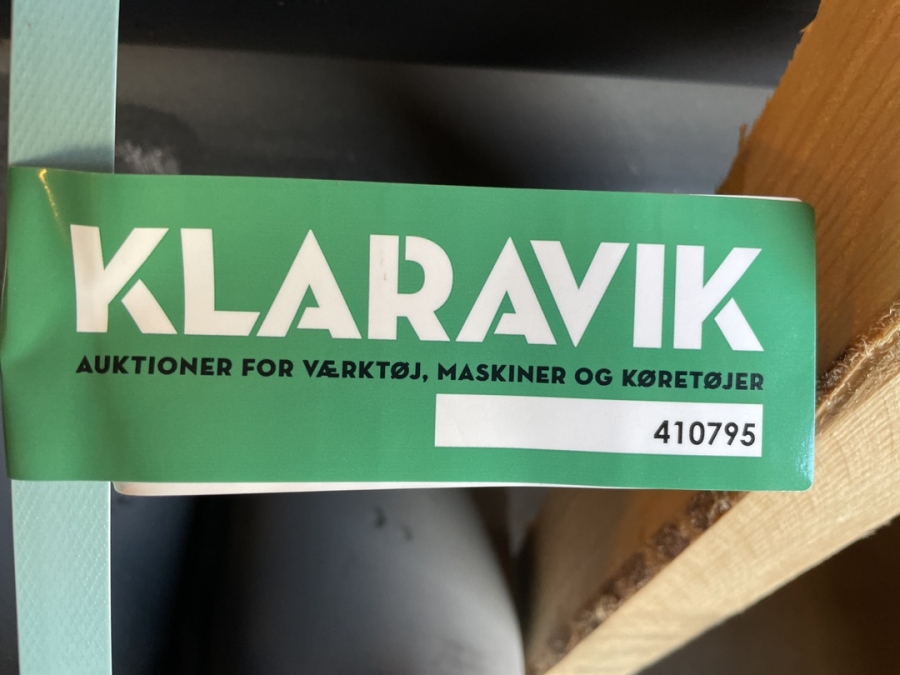 KLARAVIK
AUKTIONER FOR VÆRKTØJ, MASKINER OG KØRETØJER
410795